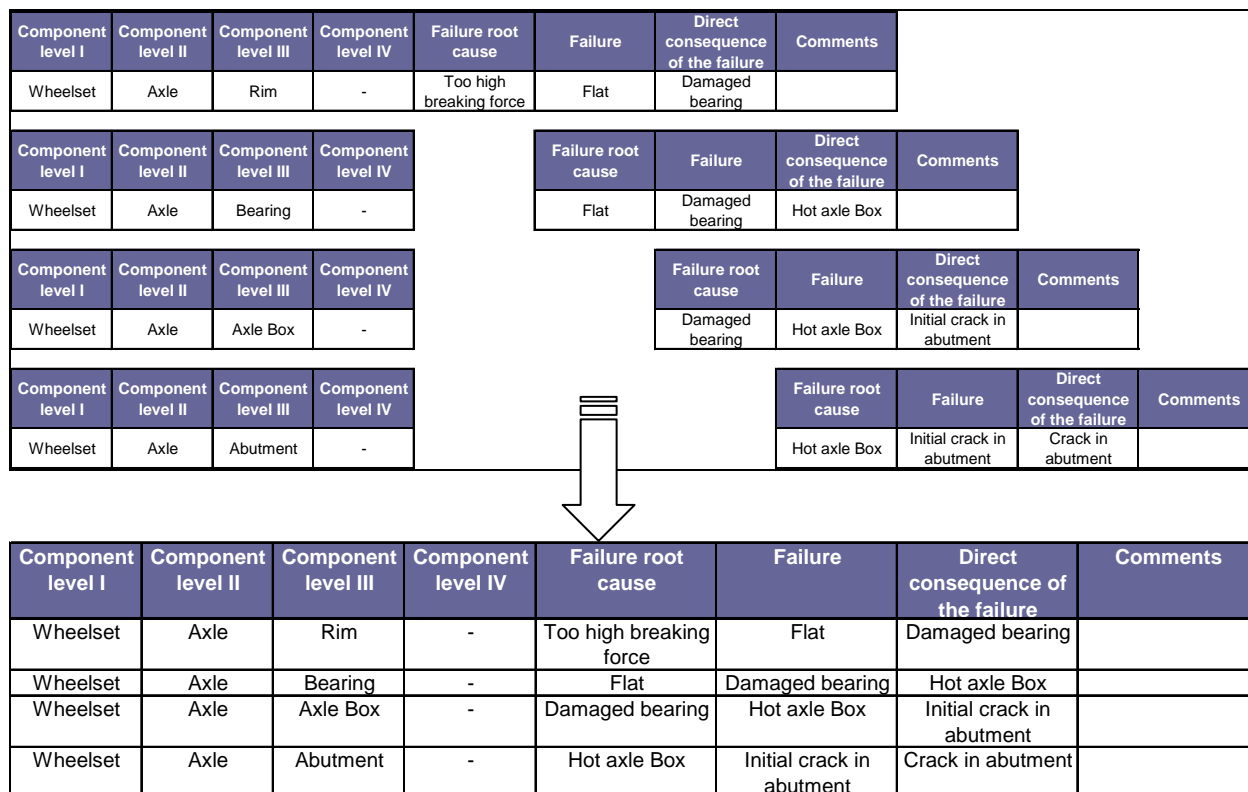 Component level I Component level II Component level III Component level IV Failure root cause Failure Direct consequence of the failure Comments
Wheelset Axle Rim - Too high breaking force Flat Damaged bearing
Component level I Component level II Component level III Component level IV Failure root cause Failure Direct consequence of the failure Comments
Wheelset Axle Bearing - Flat Damaged bearing Hot axle Box
Component level I Component level II Component level III Component level IV Failure root cause Failure Direct consequence of the failure Comments
Wheelset Axle Axle Box - Damaged bearing Hot axle Box Initial crack in abutment
Component level I Component level II Component level III Component level IV Failure root cause Failure Direct consequence of the failure Comments
Wheelset Axle Abutment - Hot axle Box Initial crack in abutment Crack in abutment
Component level I Component level II Component level III Component level IV Failure root cause Failure Direct consequence of the failure Comments
Wheelset Axle Rim - Too high breaking force Flat Damaged bearing
Wheelset Axle Bearing - Flat Damaged bearing Hot axle Box
Wheelset Axle Axle Box - Damaged bearing Hot axle Box Initial crack in abutment
Wheelset Axle Abutment - Hot axle Box Initial crack in abutment Crack in abutment